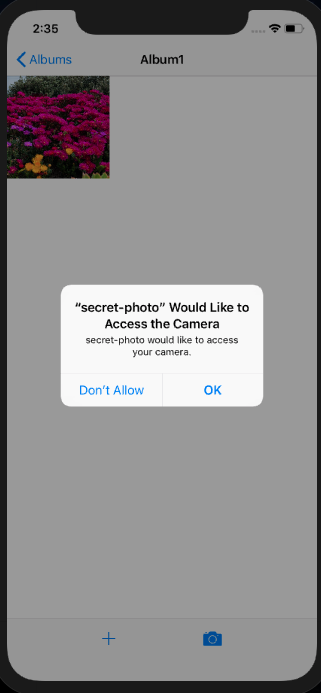 2:35
Albums
Album1
“secret-photo” Would Like to
Access the Camera
secret-photo would like to access
your camera.
Don’t Allow
OK